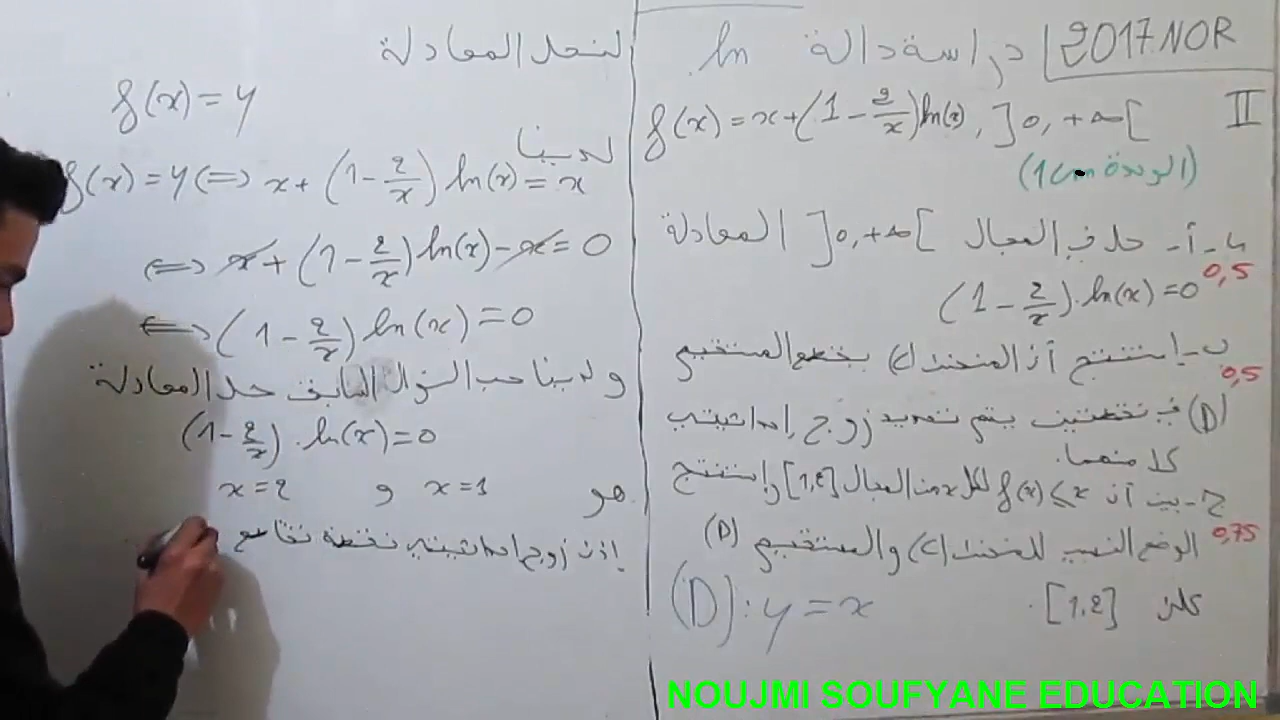 2017.NOR دراسة دالة ln
II f(x) = x + (1 - 2/x) ln(x), ]0, +∞[
(الوحدة 1cm)
4 - أ - حل في المجال ]0, +∞[ المعادلة
0,5
(1 - 2/x) . ln(x) = 0
ب - إستنتج أن المنحنى (C) يقطع المستقيم
0,5
(D) في نقطتين يتم تحديد زوج إحداثيتي
كلا منهما.
ج - بين أن f(x) ≤ x لكل x من المجال [1,2] وإستنتج
0,75
الوضع النسبي للمنحنى (C) والمستقيم (D)
على [1,2].
(D) : y = x
لنحل المعادلة
f(x) = y
لدينا
f(x) = y ⟺ x + (1 - 2/x) ln(x) = x
⟺ x + (1 - 2/x) ln(x) - x = 0
⟺ (1 - 2/x) ln(x) = 0
ولدينا حسب السؤال السابق حل المعادلة
(1 - 2/x) . ln(x) = 0
هو x = 1 و x = 2
إذن زوج إحداثيتي نقطة تقاطع
NOUJMI SOUFYANE EDUCATION